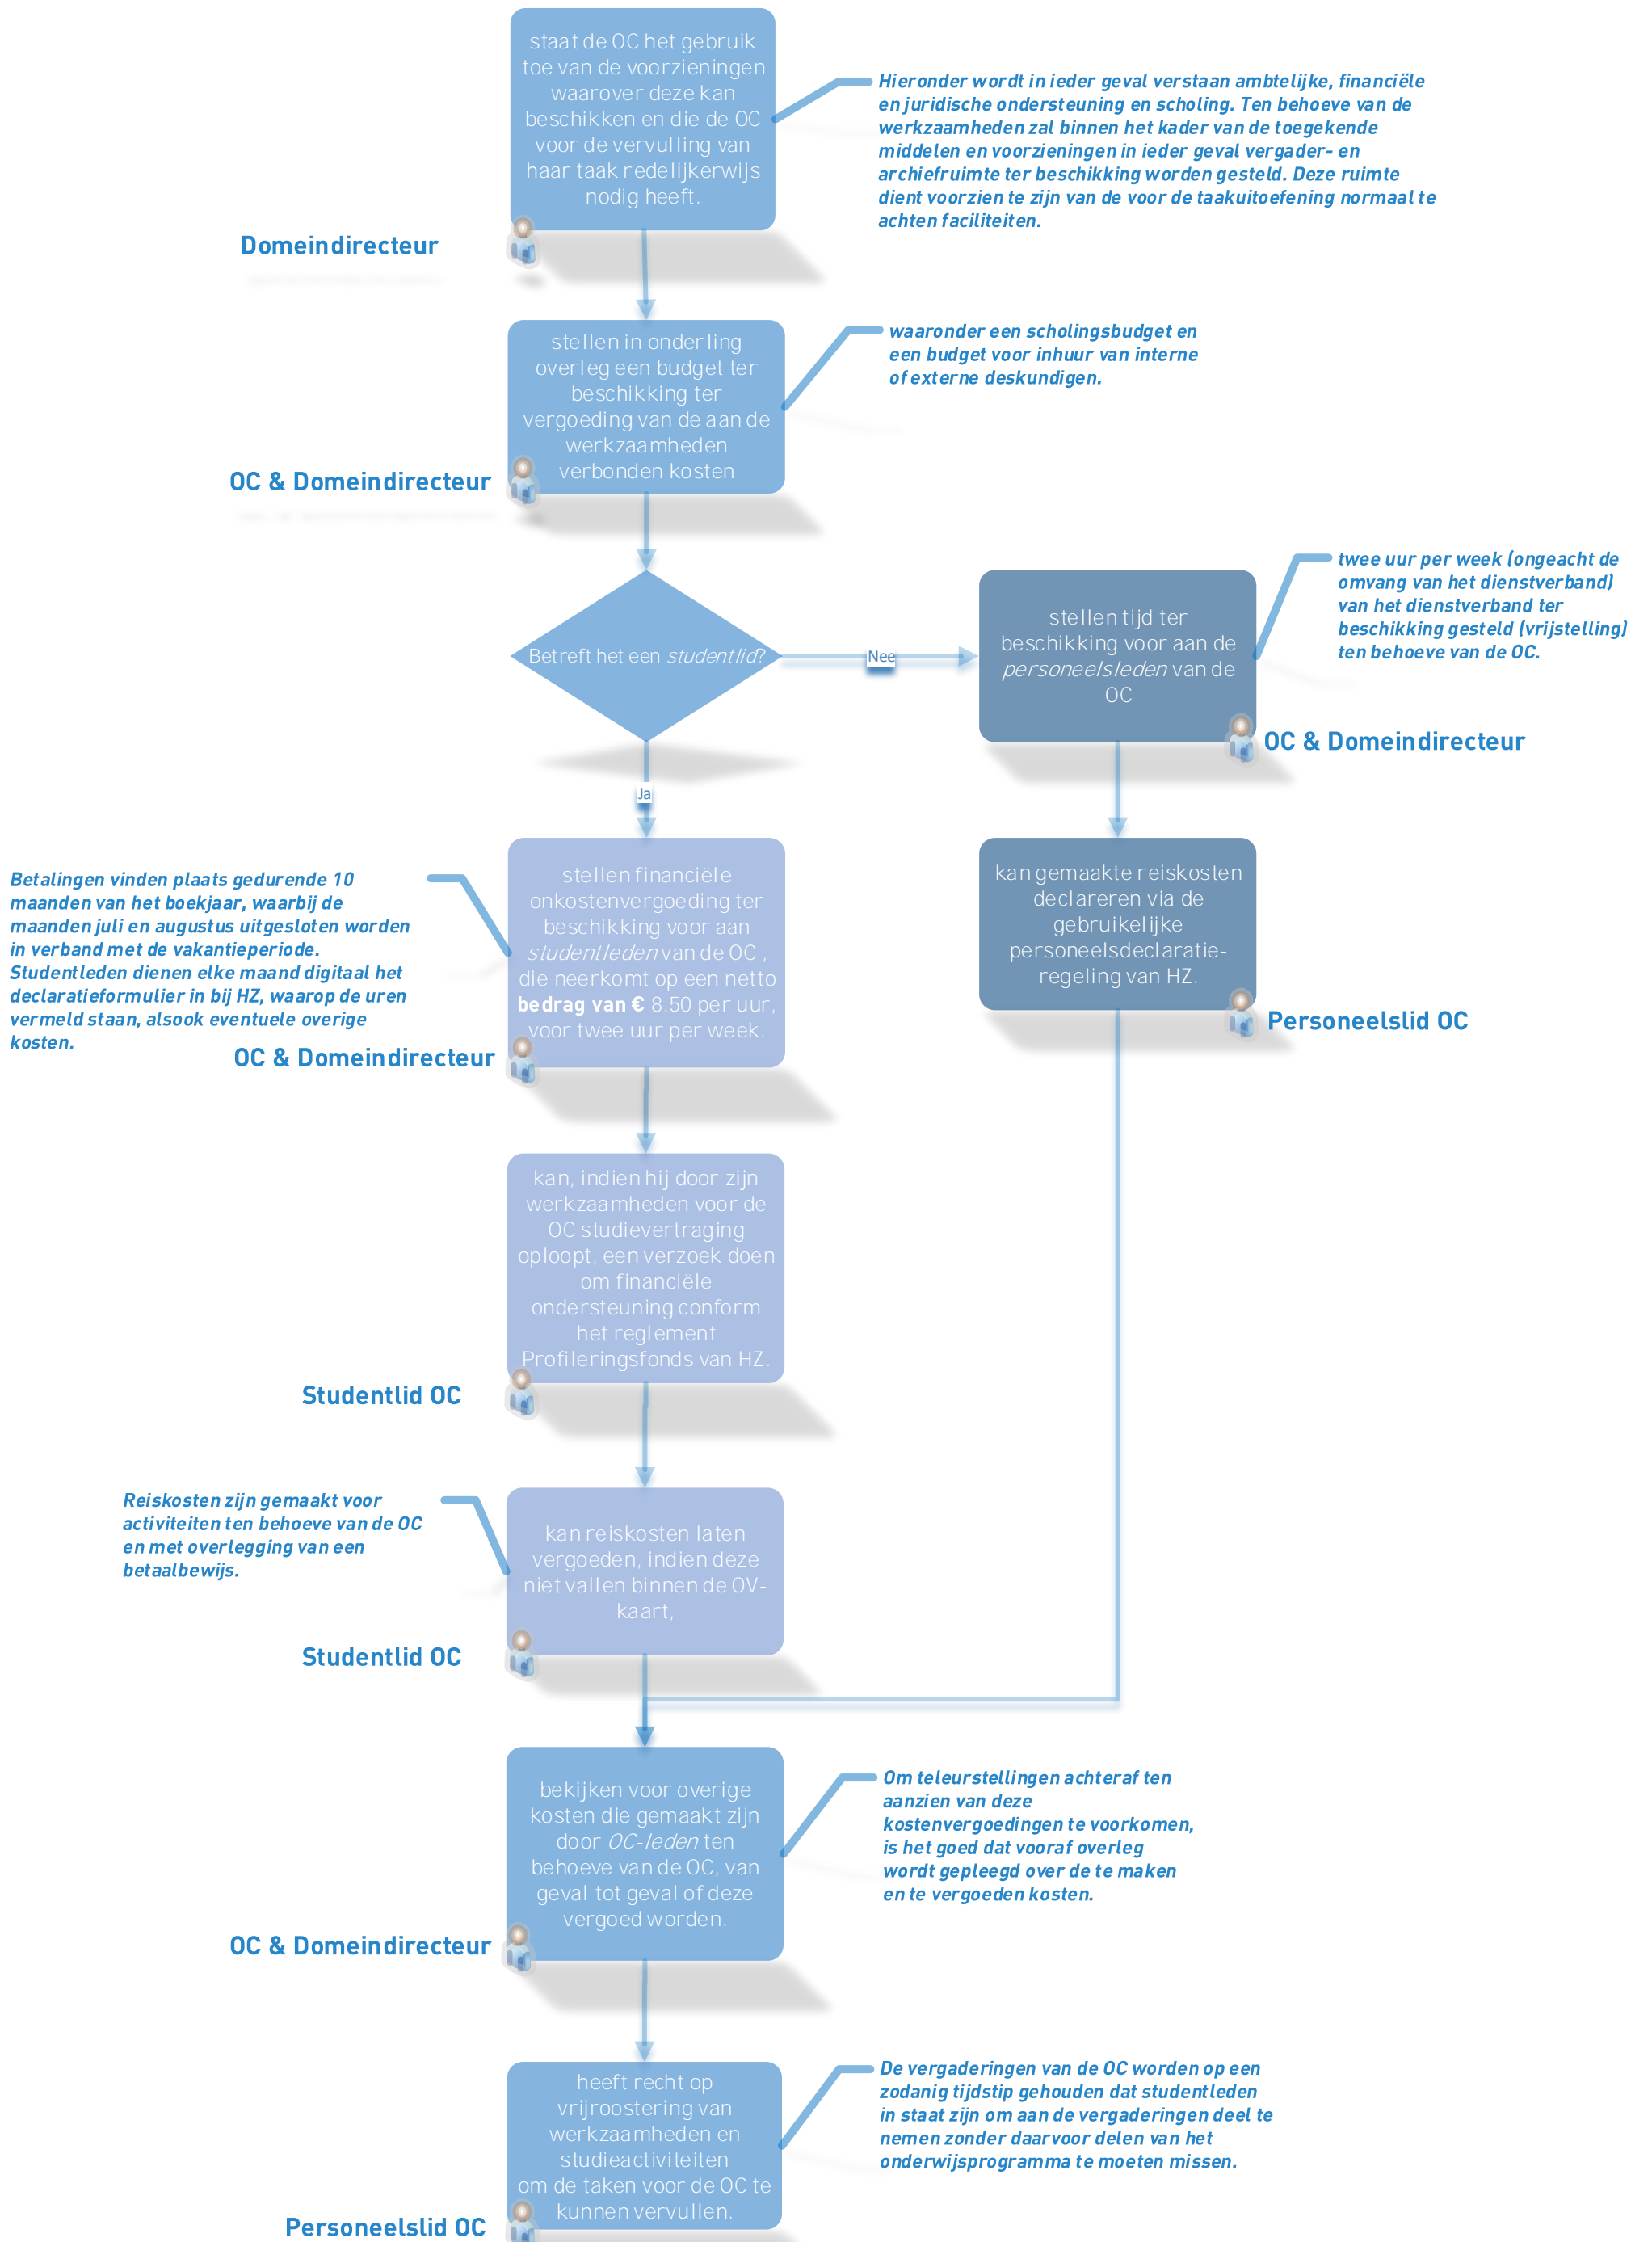 staat de OC het gebruik
toe van de voorzieningen
waarover deze kan
beschikken en die de OC
voor de vervulling van
haar taak redelijkerwijs
nodig heeft.
Hieronder wordt in ieder geval verstaan ambtelijke, financiële
en juridische ondersteuning en scholing. Ten behoeve van de
werkzaamheden zal binnen het kader van de toegekende
middelen en voorzieningen in ieder geval vergader- en
archiefruimte ter beschikking worden gesteld. Deze ruimte
dient voorzien te zijn van de voor de taakuitoefening normaal te
achten faciliteiten.
Domeindirecteur
stellen in onderling
overleg een budget ter
beschikking ter
vergoeding van de aan de
werkzaamheden
verbonden kosten
waaronder een scholingsbudget en
een budget voor inhuur van interne
of externe deskundigen.
OC & Domeindirecteur
Betreft het een studentlid?
Nee
stellen tijd ter
beschikking voor aan de
personeelsleden van de
OC
twee uur per week (ongeacht de
omvang van het dienstverband)
van het dienstverband ter
beschikking gesteld (vrijstelling)
ten behoeve van de OC.
OC & Domeindirecteur
Ja
stellen financiële
onkostenvergoeding ter
beschikking voor aan
studentleden van de OC ,
die neerkomt op een netto
bedrag van € 8.50 per uur,
voor twee uur per week.
Betalingen vinden plaats gedurende 10
maanden van het boekjaar, waarbij de
maanden juli en augustus uitgesloten worden
in verband met de vakantieperiode.
Studentleden dienen elke maand digitaal het
declaratieformulier in bij HZ, waarop de uren
vermeld staan, alsook eventuele overige
kosten.
OC & Domeindirecteur
kan gemaakte reiskosten
declareren via de
gebruikelijke
personeelsdeclaratie-
regeling van HZ.
Personeelslid OC
kan, indien hij door zijn
werkzaamheden voor de
OC studievertraging
oploopt, een verzoek doen
om financiële
ondersteuning conform
het reglement
Profileringsfonds van HZ.
Studentlid OC
Reiskosten zijn gemaakt voor
activiteiten ten behoeve van de OC
en met overlegging van een
betaalbewijs.
kan reiskosten laten
vergoeden, indien deze
niet vallen binnen de OV-
kaart,
Studentlid OC
bekijken voor overige
kosten die gemaakt zijn
door OC-leden ten
behoeve van de OC, van
geval tot geval of deze
vergoed worden.
Om teleurstellingen achteraf ten
aanzien van deze
kostenvergoedingen te voorkomen,
is het goed dat vooraf overleg
wordt gepleegd over de te maken
en te vergoeden kosten.
OC & Domeindirecteur
heeft recht op
vrijroostering van
werkzaamheden en
studieactiviteiten
om de taken voor de OC te
kunnen vervullen.
De vergaderingen van de OC worden op een
zodanig tijdstip gehouden dat studentleden
in staat zijn om aan de vergaderingen deel te
nemen zonder daarvoor delen van het
onderwijsprogramma te moeten missen.
Personeelslid OC